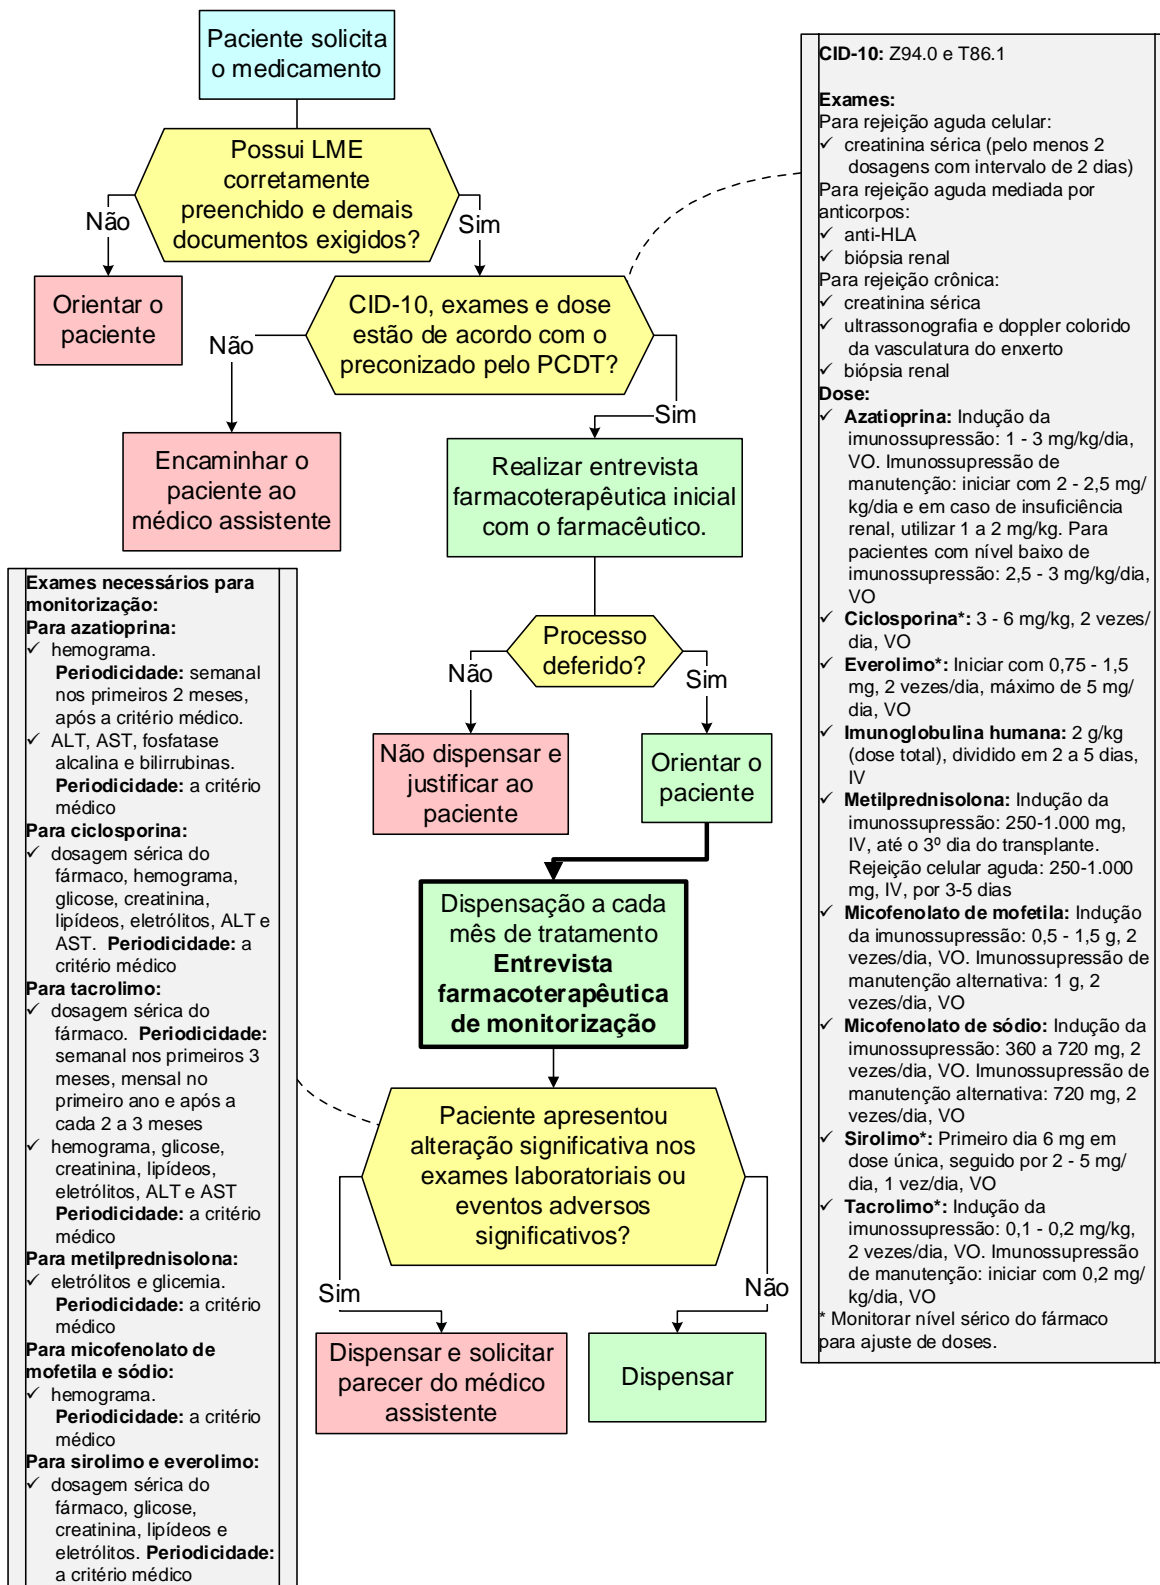 Paciente solicita
o medicamento
Possui LME
corretamente
preenchido e demais
documentos exigidos?
Não
Sim
Orientar o
paciente
CID-10, exames e dose
estão de acordo com o
preconizado pelo PCDT?
Não
Sim
Encaminhar o
paciente ao
médico assistente
Realizar entrevista
farmacoterapêutica inicial
com o farmacêutico.
Processo
deferido?
Não
Sim
Não dispensar e
justificar ao
paciente
Orientar o
paciente
Dispensação a cada
mês de tratamento
Entrevista
farmacoterapêutica
de monitorização
Paciente apresentou
alteração significativa nos
exames laboratoriais ou
eventos adversos
significativos?
Sim
Não
Dispensar e solicitar
parecer do médico
assistente
Dispensar
CID-10: Z94.0 e T86.1
Exames:
Para rejeição aguda celular:
✓ creatinina sérica (pelo menos 2
dosagens com intervalo de 2 dias)
Para rejeição aguda mediada por
anticorpos:
✓ anti-HLA
✓ biópsia renal
Para rejeição crônica:
✓ creatinina sérica
✓ ultrassonografia e doppler colorido
da vasculatura do enxerto
✓ biópsia renal
Dose:
✓ Azatioprina: Indução da
imunossupressão: 1 - 3 mg/kg/dia,
VO. Imunossupressão de
manutenção: iniciar com 2 - 2,5 mg/
kg/dia e em caso de insuficiência
renal, utilizar 1 a 2 mg/kg. Para
pacientes com nível baixo de
imunossupressão: 2,5 - 3 mg/kg/dia,
VO
✓ Ciclosporina*: 3 - 6 mg/kg, 2 vezes/
dia, VO
✓ Everolimo*: Iniciar com 0,75 - 1,5
mg, 2 vezes/dia, máximo de 5 mg/
dia, VO
✓ Imunoglobulina humana: 2 g/kg
(dose total), dividido em 2 a 5 dias,
IV
✓ Metilprednisolona: Indução da
imunossupressão: 250-1.000 mg,
IV, até o 3º dia do transplante.
Rejeição celular aguda: 250-1.000
mg, IV, por 3-5 dias
✓ Micofenolato de mofetila: Indução
da imunossupressão: 0,5 - 1,5 g, 2
vezes/dia, VO. Imunossupressão de
manutenção alternativa: 1 g, 2
vezes/dia, VO
✓ Micofenolato de sódio: Indução da
imunossupressão: 360 a 720 mg, 2
vezes/dia, VO. Imunossupressão de
manutenção alternativa: 720 mg, 2
vezes/dia, VO
✓ Sirolimo*: Primeiro dia 6 mg em
dose única, seguido por 2 - 5 mg/
dia, 1 vez/dia, VO
✓ Tacrolimo*: Indução da
imunossupressão: 0,1 - 0,2 mg/kg,
2 vezes/dia, VO. Imunossupressão
de manutenção: iniciar com 0,2 mg/
kg/dia, VO
* Monitorar nível sérico do fármaco
para ajuste de doses.
Exames necessários para
monitorização:
Para azatioprina:
✓ hemograma.
Periodicidade: semanal
nos primeiros 2 meses,
após a critério médico.
✓ ALT, AST, fosfatase
alcalina e bilirrubinas.
Periodicidade: a critério
médico
Para ciclosporina:
✓ dosagem sérica do
fármaco, hemograma,
glicose, creatinina,
lipídeos, eletrólitos, ALT e
AST. Periodicidade: a
critério médico
Para tacrolimo:
✓ dosagem sérica do
fármaco. Periodicidade:
semanal nos primeiros 3
meses, mensal no
primeiro ano e após a
cada 2 a 3 meses
✓ hemograma, glicose,
creatinina, lipídeos,
eletrólitos, ALT e AST
Periodicidade: a critério
médico
Para metilprednisolona:
✓ eletrólitos e glicemia.
Periodicidade: a critério
médico
Para micofenolato de
mofetila e sódio:
✓ hemograma.
Periodicidade: a critério
médico
Para sirolimo e everolimo:
✓ dosagem sérica do
fármaco, glicose,
creatinina, lipídeos e
eletrólitos. Periodicidade:
a critério médico